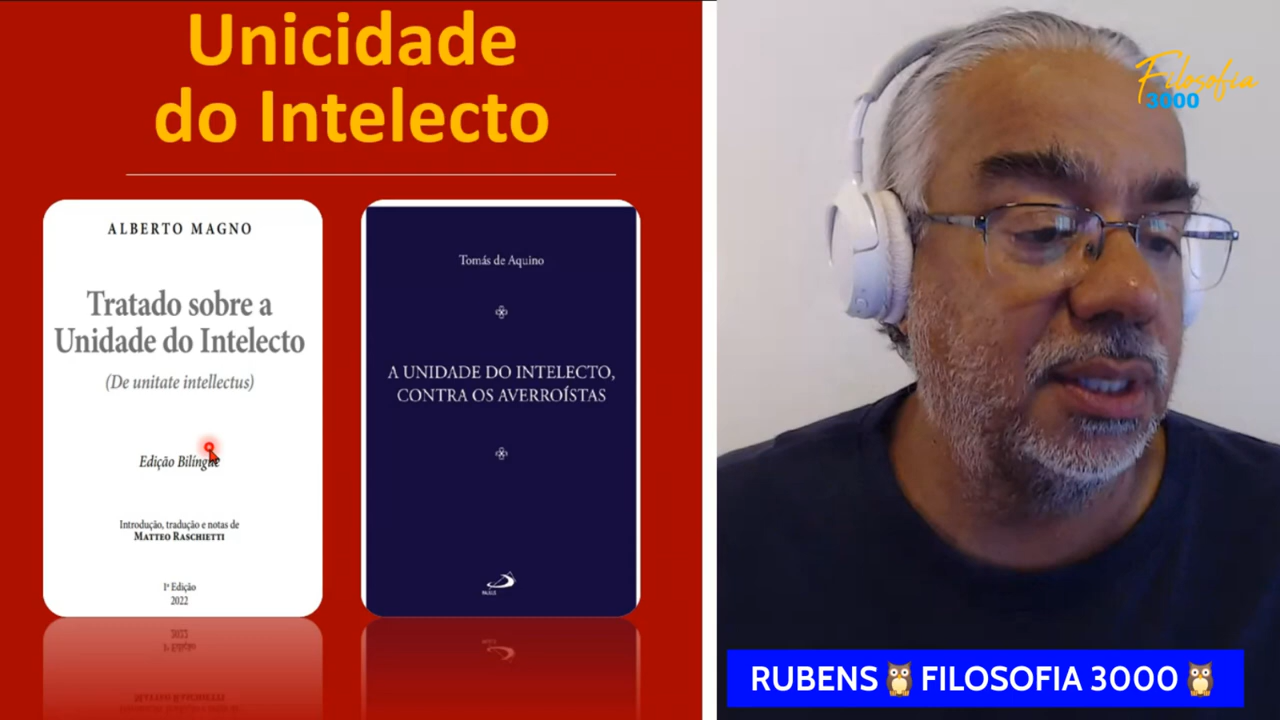 Unicidade
do Intelecto
ALBERTO MAGNO
Tratado sobre a
Unidade do Intelecto
(De unitate intellectus)
Edição Bilíngue
Introdução, tradução e notas de
MATTEO RASCHIETTI
1ª Edição
2022
Tomás de Aquino
A UNIDADE DO INTELECTO,
CONTRA OS AVERROÍSTAS
PAULUS
Filosofia
3000
RUBENS🦉FILOSOFIA 3000🦉